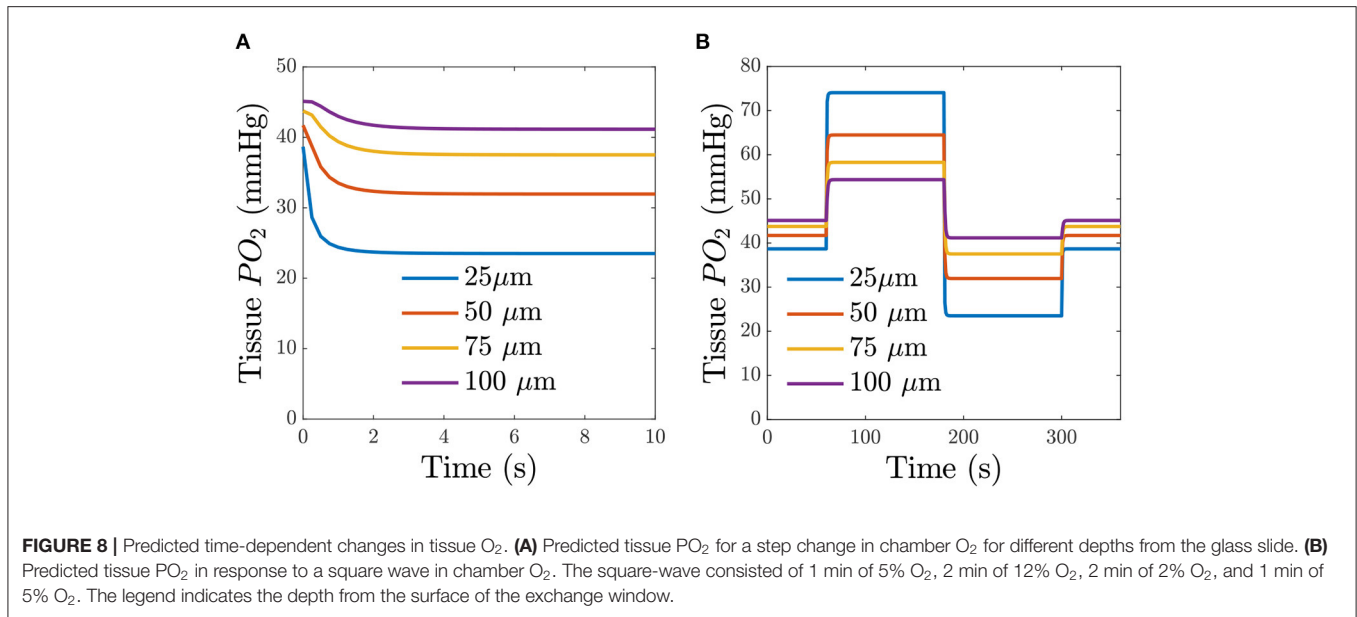 A
B
50
40
30
20
10
0
0
2
4
6
8
10
Tissue PO₂ (mmHg)
Time (s)
25μm
50 μm
75 μm
100 μm
80
70
60
50
40
30
20
10
0
0
100
200
300
Tissue PO₂ (mmHg)
Time (s)
25μm
50 μm
75 μm
100 μm
FIGURE 8 | Predicted time-dependent changes in tissue O₂. (A) Predicted tissue PO₂ for a step change in chamber O₂ for different depths from the glass slide. (B)
Predicted tissue PO₂ in response to a square wave in chamber O₂. The square-wave consisted of 1 min of 5% O₂, 2 min of 12% O₂, 2 min of 2% O₂, and 1 min of
5% O₂. The legend indicates the depth from the surface of the exchange window.